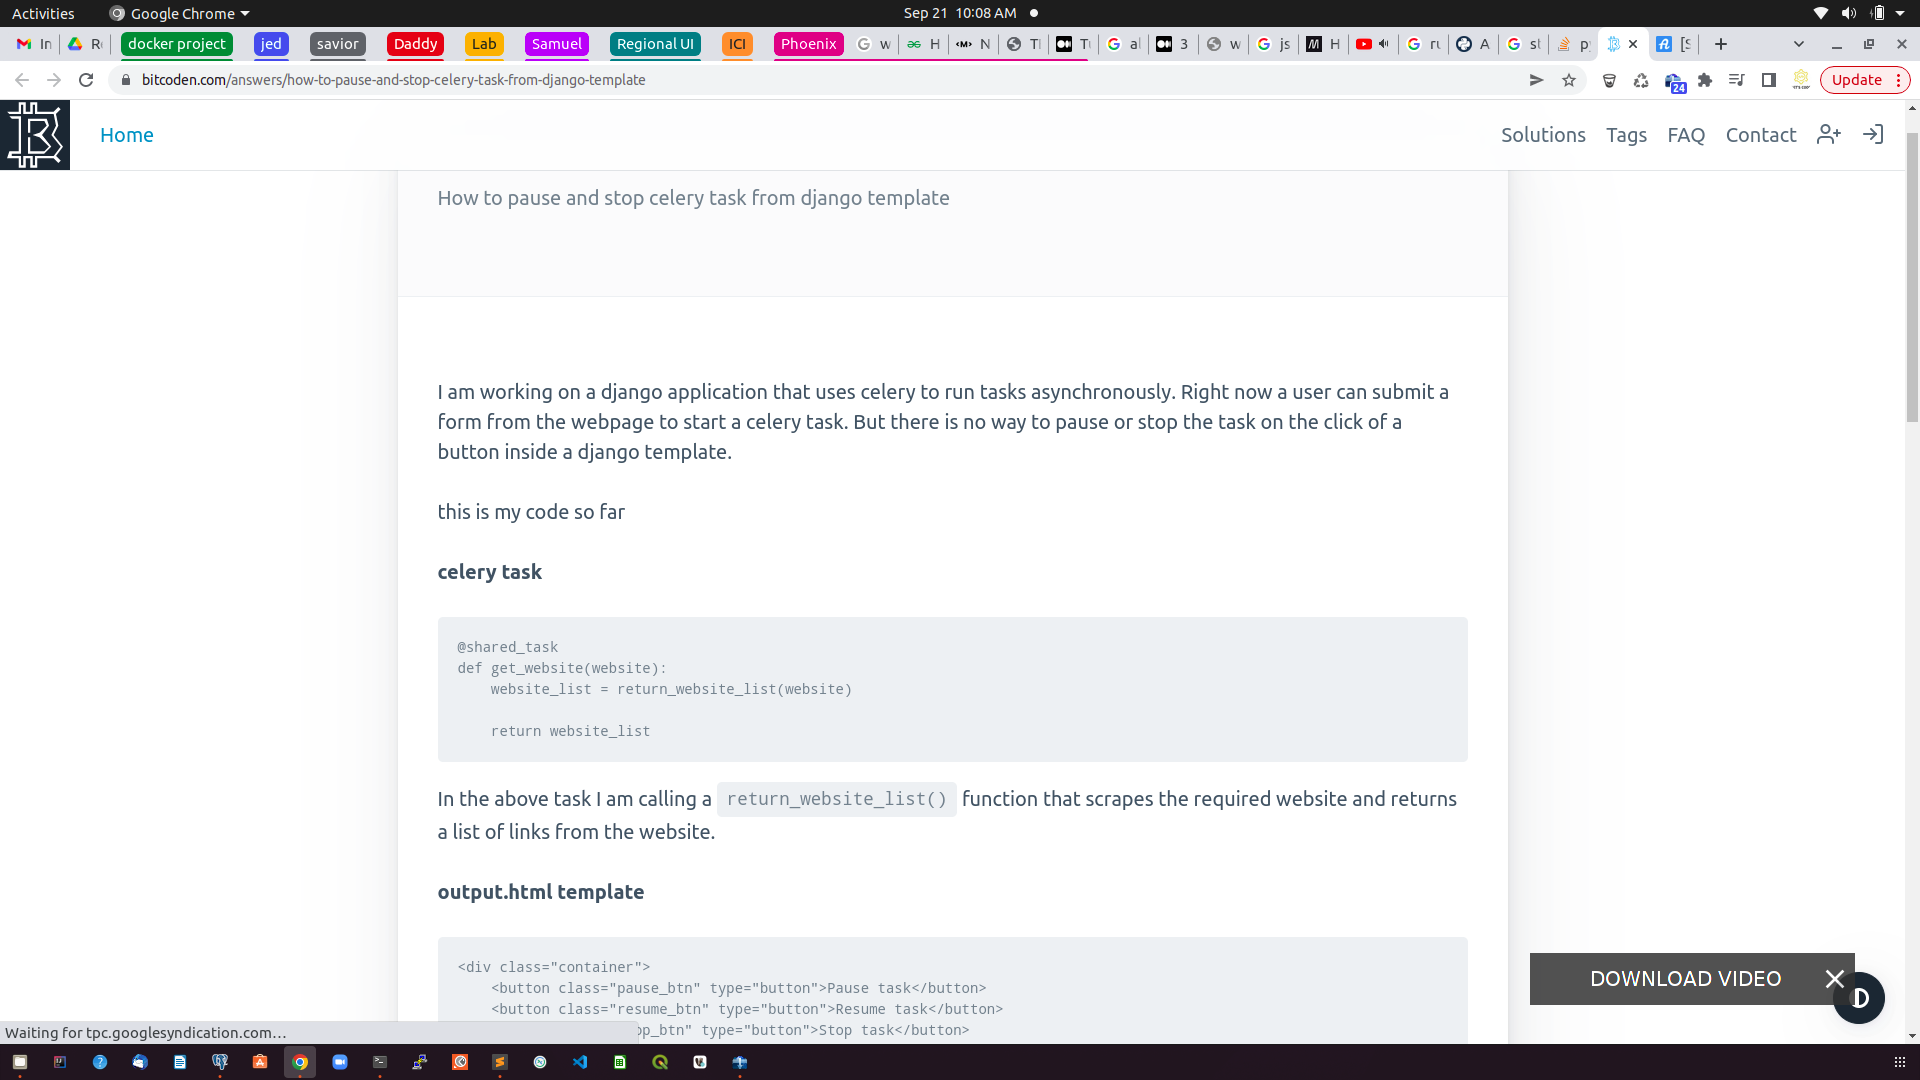 Activities
Google Chrome
Sep 21 10:08 AM
In
R
docker project
jed
savior
Daddy
Lab
Samuel
Regional UI
ICI
Phoenix
w
H
N
Tl
Tu
al
3
w
js
H
ru
A
sl
py
[S
bitcoden.com/answers/how-to-pause-and-stop-celery-task-from-django-template
24
Update
Home
Solutions
Tags
FAQ
Contact
How to pause and stop celery task from django template
I am working on a django application that uses celery to run tasks asynchronously. Right now a user can submit a
form from the webpage to start a celery task. But there is no way to pause or stop the task on the click of a
button inside a django template.
this is my code so far
celery task
@shared_task
def get_website(website):
    website_list = return_website_list(website)
    return website_list
In the above task I am calling a return_website_list() function that scrapes the required website and returns
a list of links from the website.
output.html template
<div class="container">
    <button class="pause_btn" type="button">Pause task</button>
    <button class="resume_btn" type="button">Resume task</button>
op_btn" type="button">Stop task</button>
DOWNLOAD VIDEO
D
Waiting for tpc.googlesyndication.com…